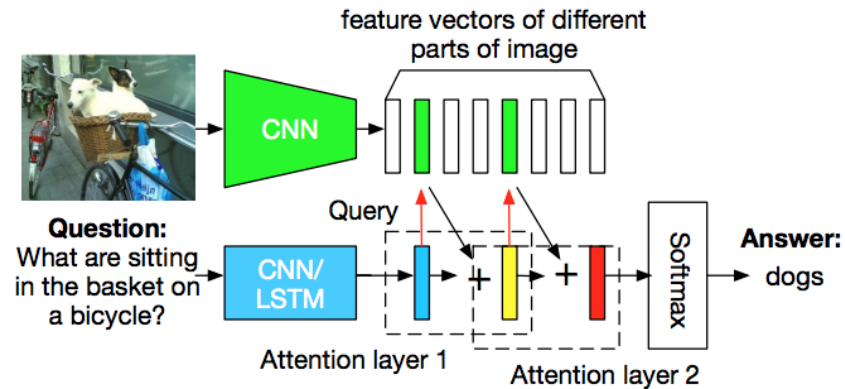 feature vectors of different
parts of image
CNN
Query
Question:
What are sitting
in the basket on
a bicycle?
CNN/
LSTM
+
+
Softmax
Answer:
dogs
Attention layer 1
Attention layer 2